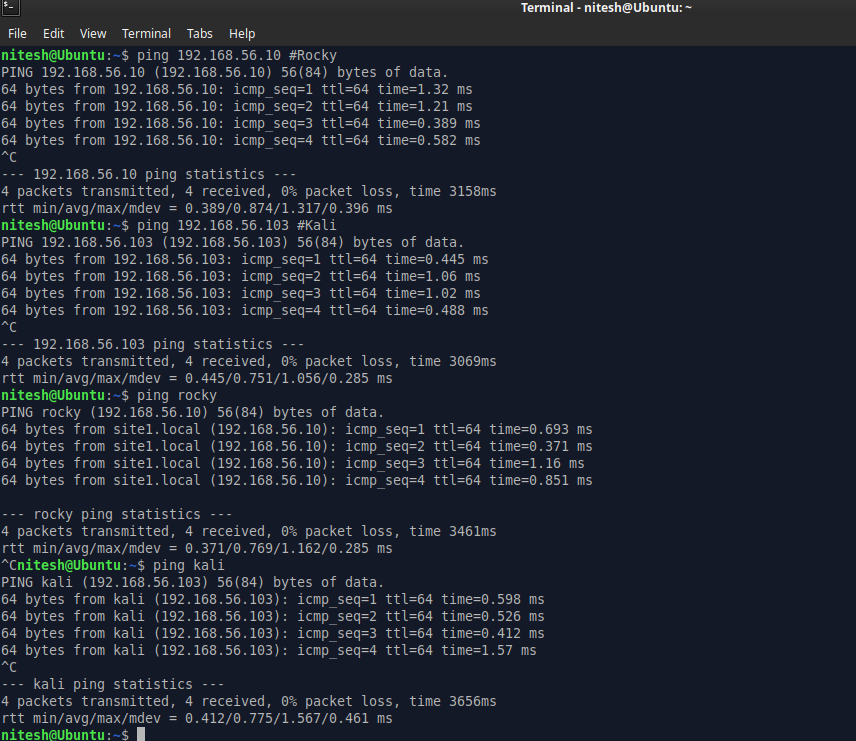 Terminal - nitesh@Ubuntu: ~
File Edit View Terminal Tabs Help
nitesh@Ubuntu:~$ ping 192.168.56.10 #Rocky
PING 192.168.56.10 (192.168.56.10) 56(84) bytes of data.
64 bytes from 192.168.56.10: icmp_seq=1 ttl=64 time=1.32 ms
64 bytes from 192.168.56.10: icmp_seq=2 ttl=64 time=1.21 ms
64 bytes from 192.168.56.10: icmp_seq=3 ttl=64 time=0.389 ms
64 bytes from 192.168.56.10: icmp_seq=4 ttl=64 time=0.582 ms
^C
--- 192.168.56.10 ping statistics ---
4 packets transmitted, 4 received, 0% packet loss, time 3158ms
rtt min/avg/max/mdev = 0.389/0.874/1.317/0.396 ms
nitesh@Ubuntu:~$ ping 192.168.56.103 #Kali
PING 192.168.56.103 (192.168.56.103) 56(84) bytes of data.
64 bytes from 192.168.56.103: icmp_seq=1 ttl=64 time=0.445 ms
64 bytes from 192.168.56.103: icmp_seq=2 ttl=64 time=1.06 ms
64 bytes from 192.168.56.103: icmp_seq=3 ttl=64 time=1.02 ms
64 bytes from 192.168.56.103: icmp_seq=4 ttl=64 time=0.488 ms
^C
--- 192.168.56.103 ping statistics ---
4 packets transmitted, 4 received, 0% packet loss, time 3069ms
rtt min/avg/max/mdev = 0.445/0.751/1.056/0.285 ms
nitesh@Ubuntu:~$ ping rocky
PING rocky (192.168.56.10) 56(84) bytes of data.
64 bytes from site1.local (192.168.56.10): icmp_seq=1 ttl=64 time=0.693 ms
64 bytes from site1.local (192.168.56.10): icmp_seq=2 ttl=64 time=0.371 ms
64 bytes from site1.local (192.168.56.10): icmp_seq=3 ttl=64 time=1.16 ms
64 bytes from site1.local (192.168.56.10): icmp_seq=4 ttl=64 time=0.851 ms
--- rocky ping statistics ---
4 packets transmitted, 4 received, 0% packet loss, time 3461ms
rtt min/avg/max/mdev = 0.371/0.769/1.162/0.285 ms
^Cnitesh@Ubuntu:~$ ping kali
PING kali (192.168.56.103) 56(84) bytes of data.
64 bytes from kali (192.168.56.103): icmp_seq=1 ttl=64 time=0.598 ms
64 bytes from kali (192.168.56.103): icmp_seq=2 ttl=64 time=0.526 ms
64 bytes from kali (192.168.56.103): icmp_seq=3 ttl=64 time=0.412 ms
64 bytes from kali (192.168.56.103): icmp_seq=4 ttl=64 time=1.57 ms
^C
--- kali ping statistics ---
4 packets transmitted, 4 received, 0% packet loss, time 3656ms
rtt min/avg/max/mdev = 0.412/0.775/1.567/0.461 ms
nitesh@Ubuntu:~$